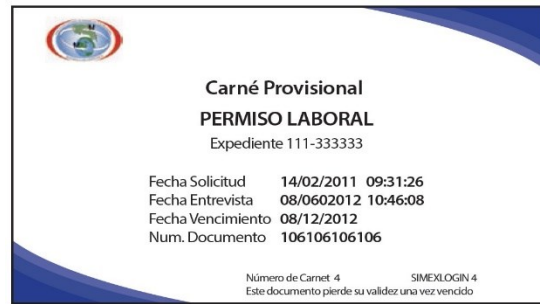 Carné Provisional
PERMISO LABORAL
Expediente 111-333333
Fecha Solicitud 14/02/2011 09:31:26
Fecha Entrevista 08/0602012 10:46:08
Fecha Vencimiento 08/12/2012
Num. Documento 106106106106
Número de Carnet 4 SIMEXLOGIN 4
Este documento pierde su validez una vez vencido